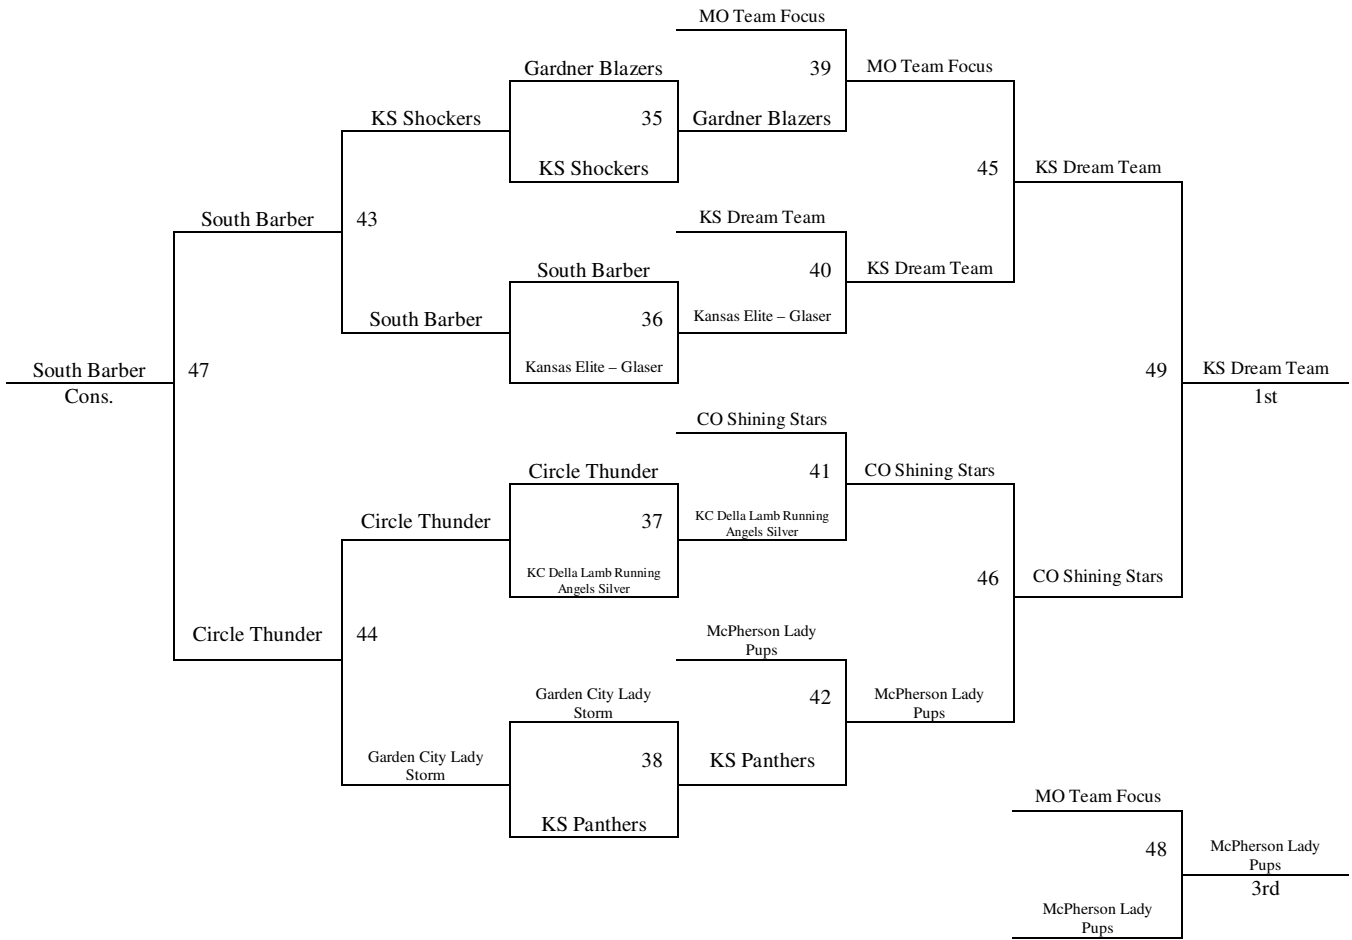 MO Team Focus
Gardner Blazers
39
MO Team Focus
KS Shockers
35
Gardner Blazers
KS Shockers
45
KS Dream Team
South Barber
43
KS Dream Team
South Barber
40
KS Dream Team
South Barber
36
Kansas Elite – Glaser
South Barber
47
Kansas Elite – Glaser
49
KS Dream Team
Cons.
1st
CO Shining Stars
Circle Thunder
41
CO Shining Stars
Circle Thunder
37
KC Della Lamb Running
Angels Silver
KC Della Lamb Running
Angels Silver
46
CO Shining Stars
Circle Thunder
44
McPherson Lady
Pups
Garden City Lady
Storm
42
McPherson Lady
Pups
Garden City Lady
Storm
38
KS Panthers
KS Panthers
MO Team Focus
48
McPherson Lady
Pups
3rd
McPherson Lady
Pups